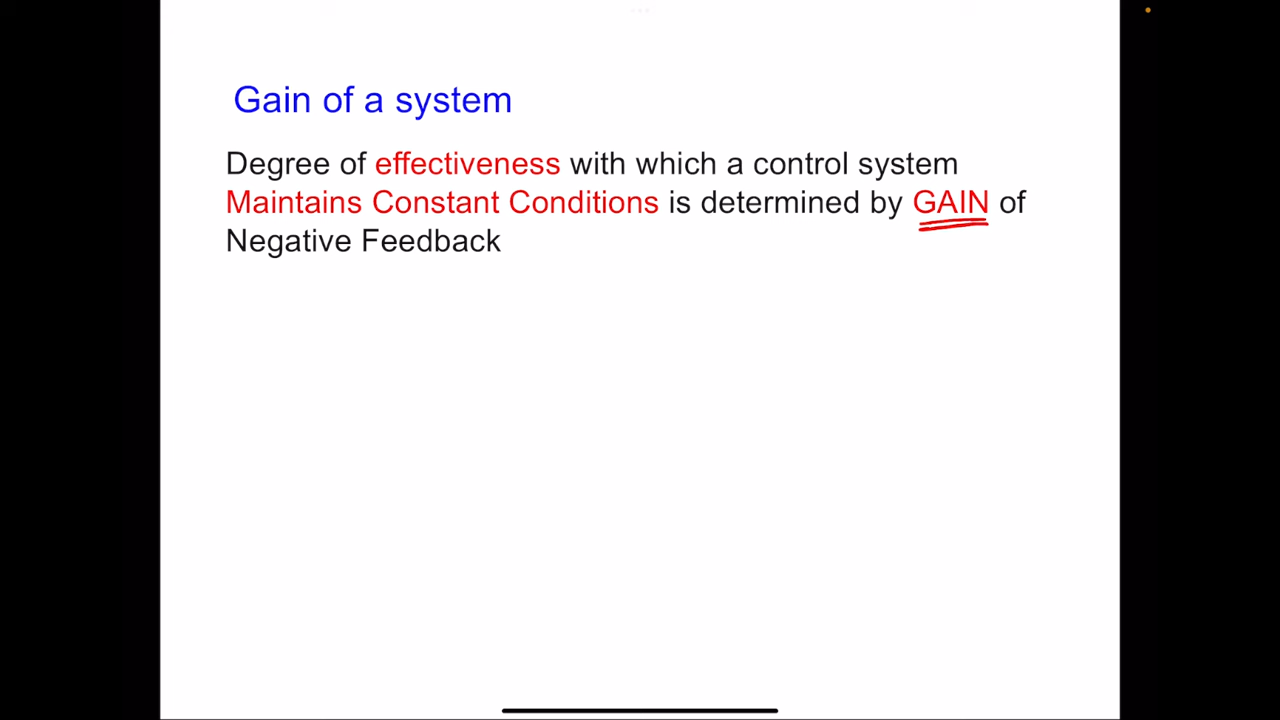 Gain of a system
Degree of effectiveness with which a control system
Maintains Constant Conditions is determined by GAIN of
Negative Feedback